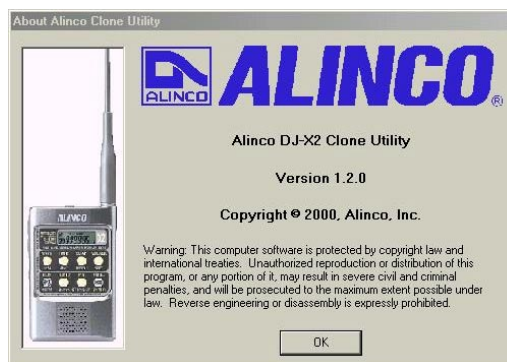 About Alinco Clone Utility
ALINCO
ALINCO®
Alinco DJ-X2 Clone Utility
Version 1.2.0
Copyright © 2000, Alinco, Inc.
Warning: This computer software is protected by copyright law and
international treaties. Unauthorized reproduction or distribution of this
program, or any portion of it, may result in severe civil and criminal
penalties, and will be prosecuted to the maximum extent possible under
law. Reverse engineering or disassembly is expressly prohibited.
OK
ALINCO